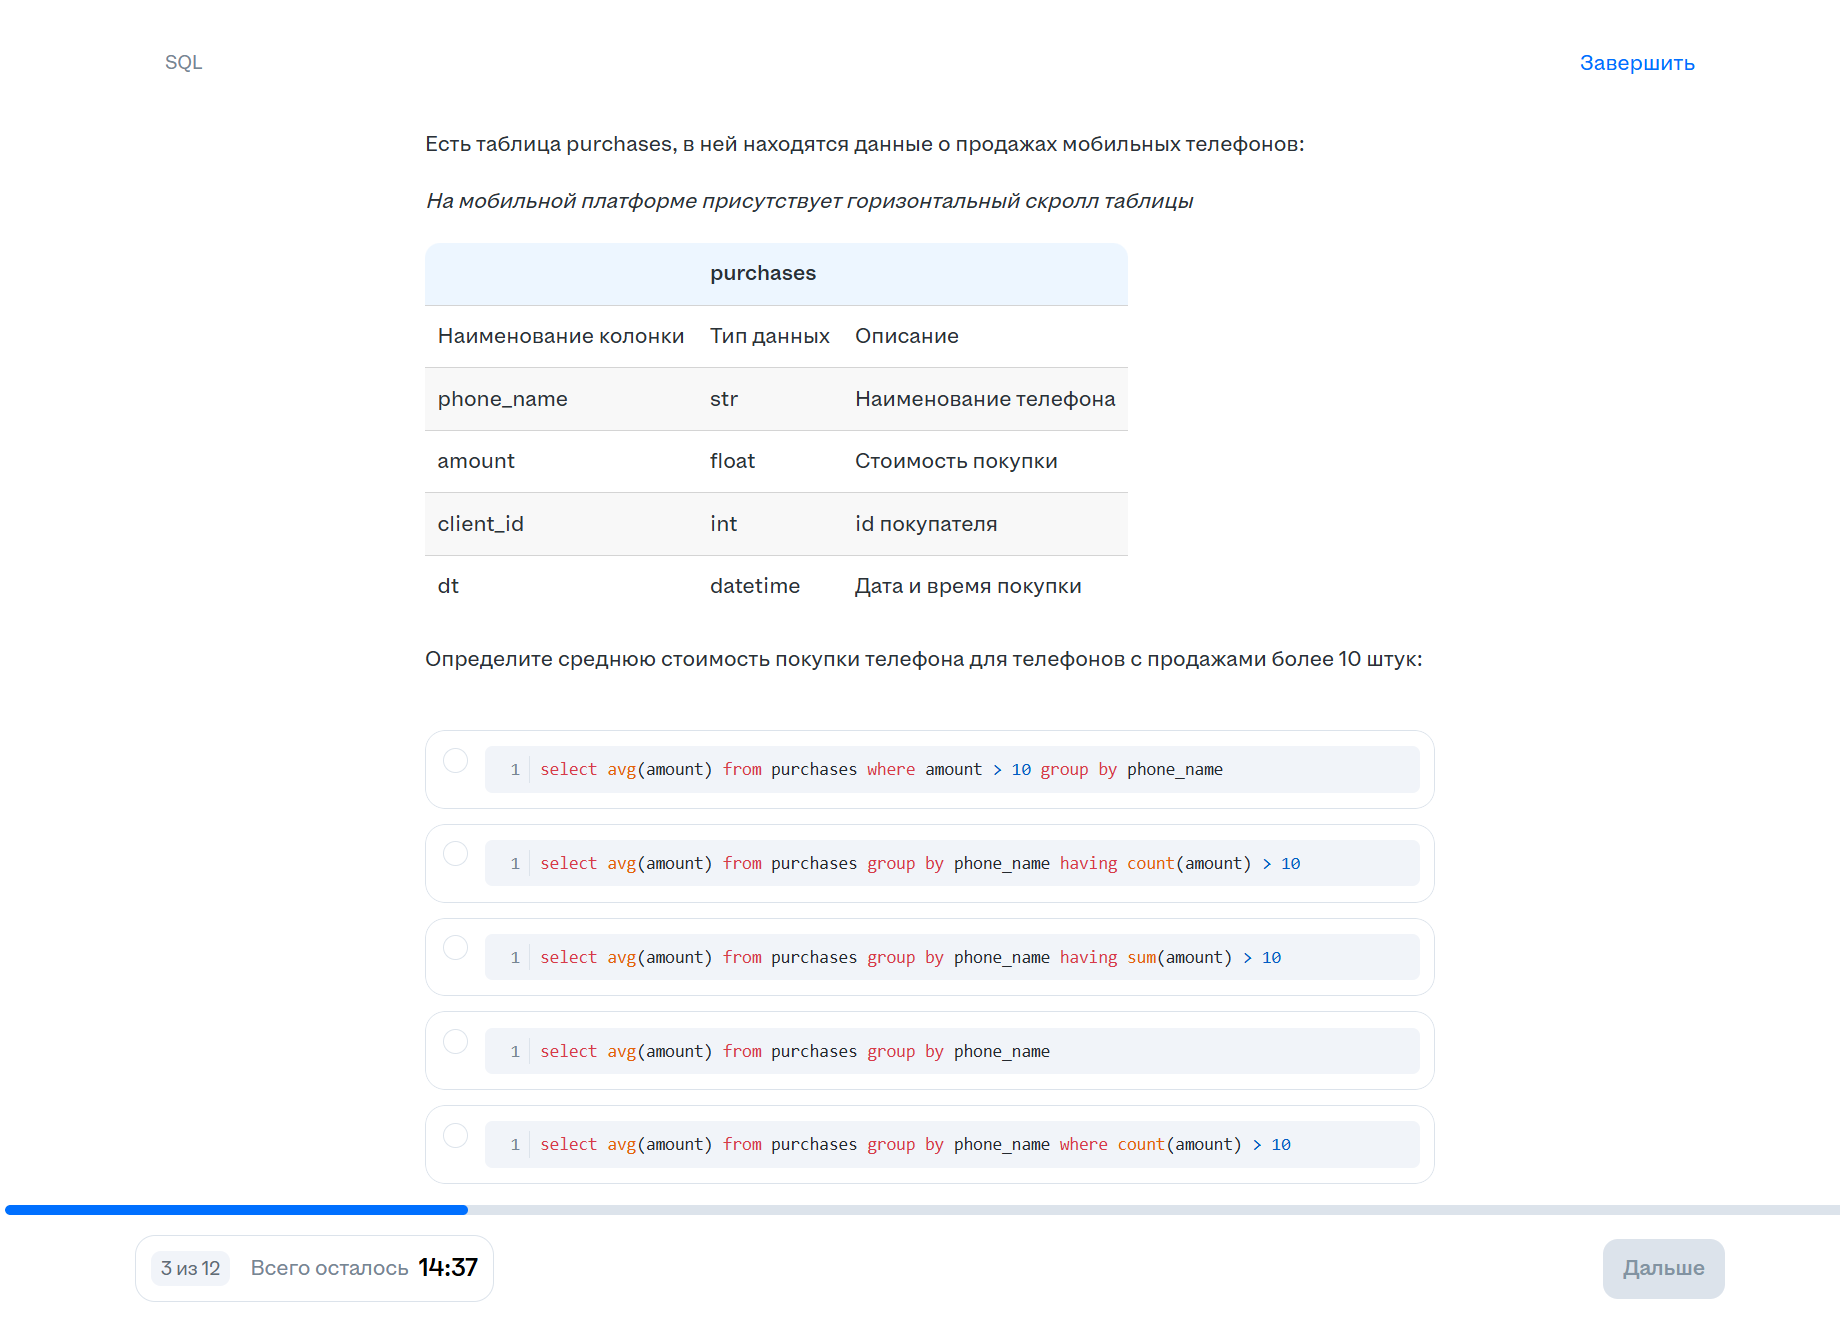 SQL
Завершить
Есть таблица purchases, в ней находятся данные о продажах мобильных телефонов:
На мобильной платформе присутствует горизонтальный скролл таблицы
purchases
Наименование колонки Тип данных Описание
phone_name str Наименование телефона
amount float Стоимость покупки
client_id int id покупателя
dt datetime Дата и время покупки
Определите среднюю стоимость покупки телефона для телефонов с продажами более 10 штук:
1 select avg(amount) from purchases where amount > 10 group by phone_name
1 select avg(amount) from purchases group by phone_name having count(amount) > 10
1 select avg(amount) from purchases group by phone_name having sum(amount) > 10
1 select avg(amount) from purchases group by phone_name
1 select avg(amount) from purchases group by phone_name where count(amount) > 10
3 из 12 Всего осталось 14:37
Дальше